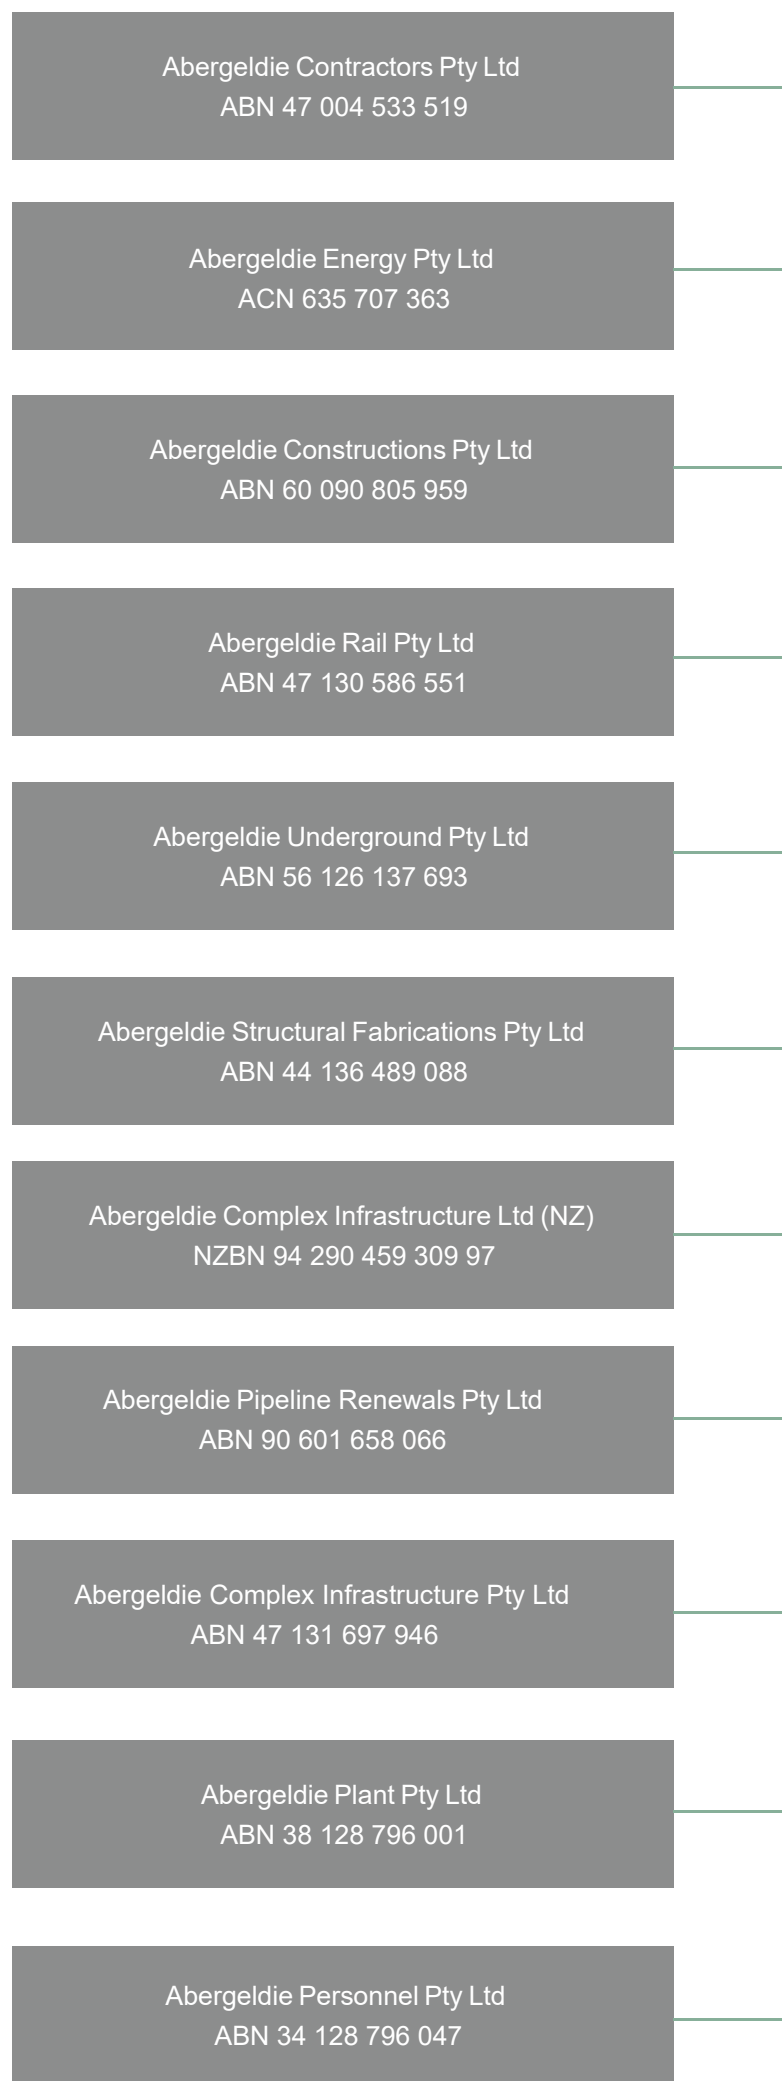 Abergeldie Contractors Pty Ltd
ABN 47 004 533 519
Abergeldie Energy Pty Ltd
ACN 635 707 363
Abergeldie Constructions Pty Ltd
ABN 60 090 805 959
Abergeldie Rail Pty Ltd
ABN 47 130 586 551
Abergeldie Underground Pty Ltd
ABN 56 126 137 693
Abergeldie Structural Fabrications Pty Ltd
ABN 44 136 489 088
Abergeldie Complex Infrastructure Ltd (NZ)
NZBN 94 290 459 309 97
Abergeldie Pipeline Renewals Pty Ltd
ABN 90 601 658 066
Abergeldie Complex Infrastructure Pty Ltd
ABN 47 131 697 946
Abergeldie Plant Pty Ltd
ABN 38 128 796 001
Abergeldie Personnel Pty Ltd
ABN 34 128 796 047